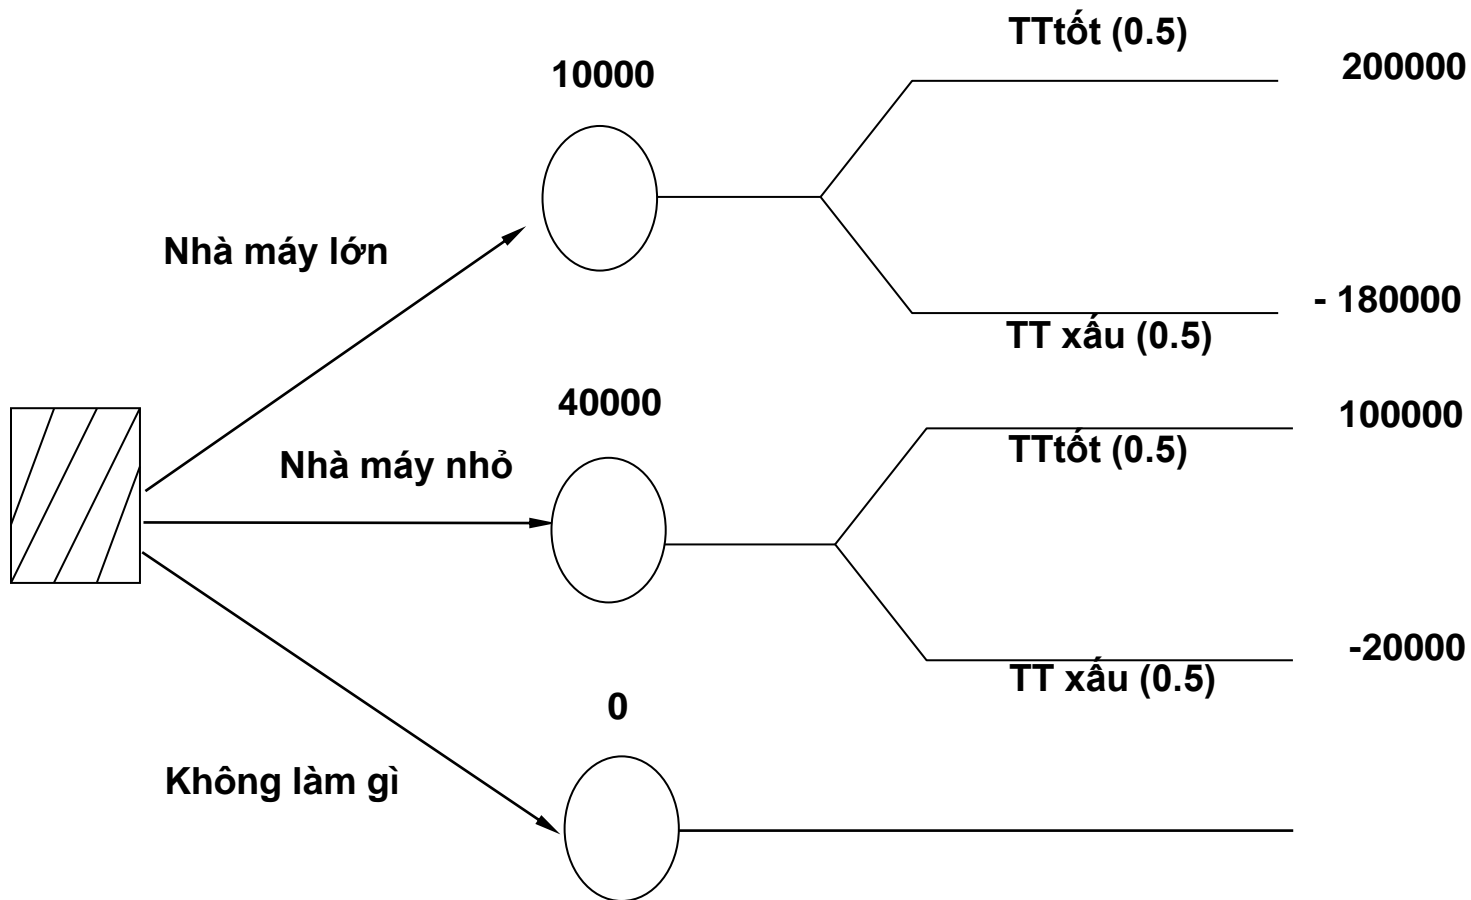 TTtốt (0.5)
10000
200000
Nhà máy lớn
- 180000
TT xấu (0.5)
40000
100000
TTtốt (0.5)
Nhà máy nhỏ
-20000
TT xấu (0.5)
0
Không làm gì